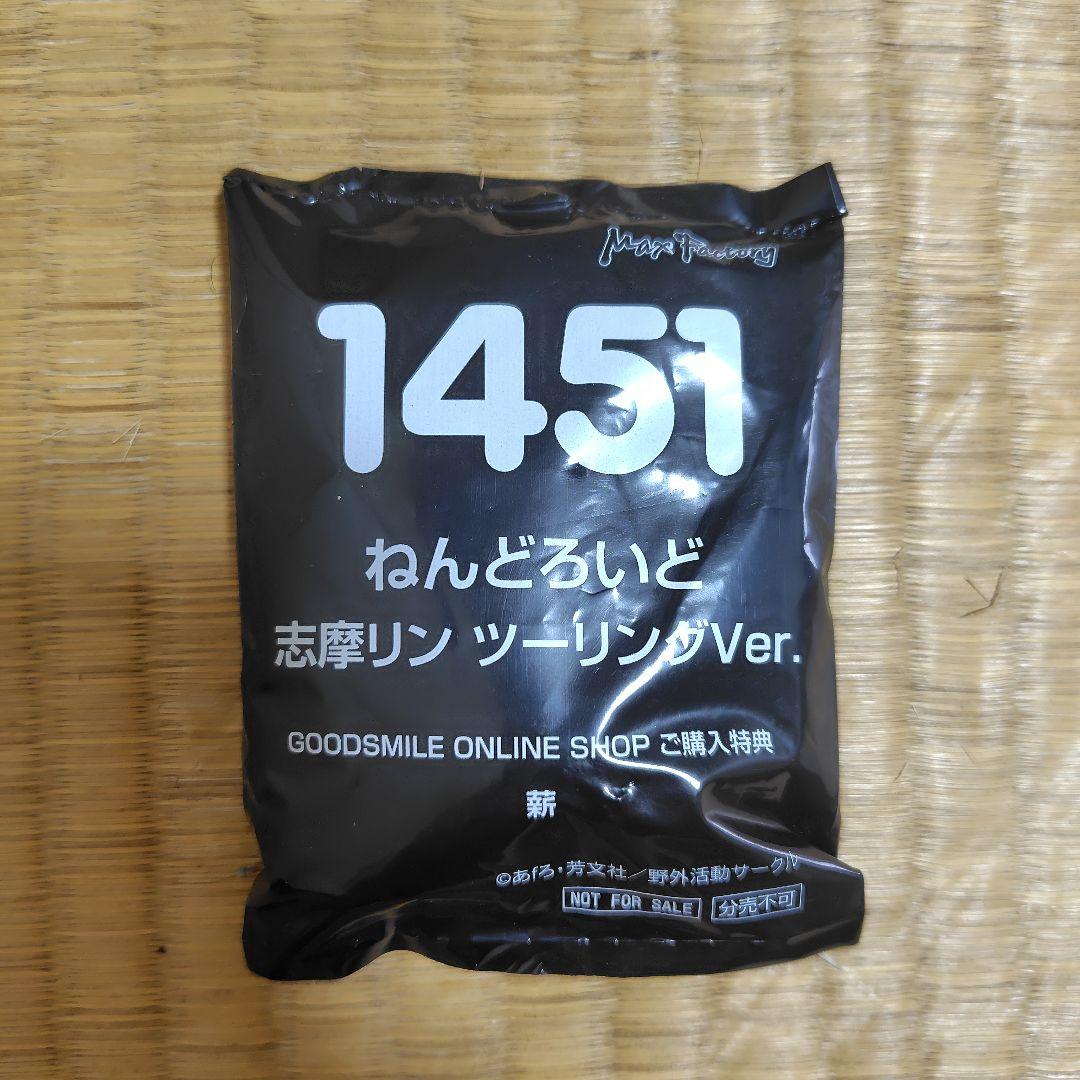 Max Factory
1451
ねんどろいど
志摩リン ツーリングVer.
GOODSMILE ONLINE SHOP ご購入特典
薪
©あfろ・芳文社／野外活動サークル
NOT FOR SALE 分売不可